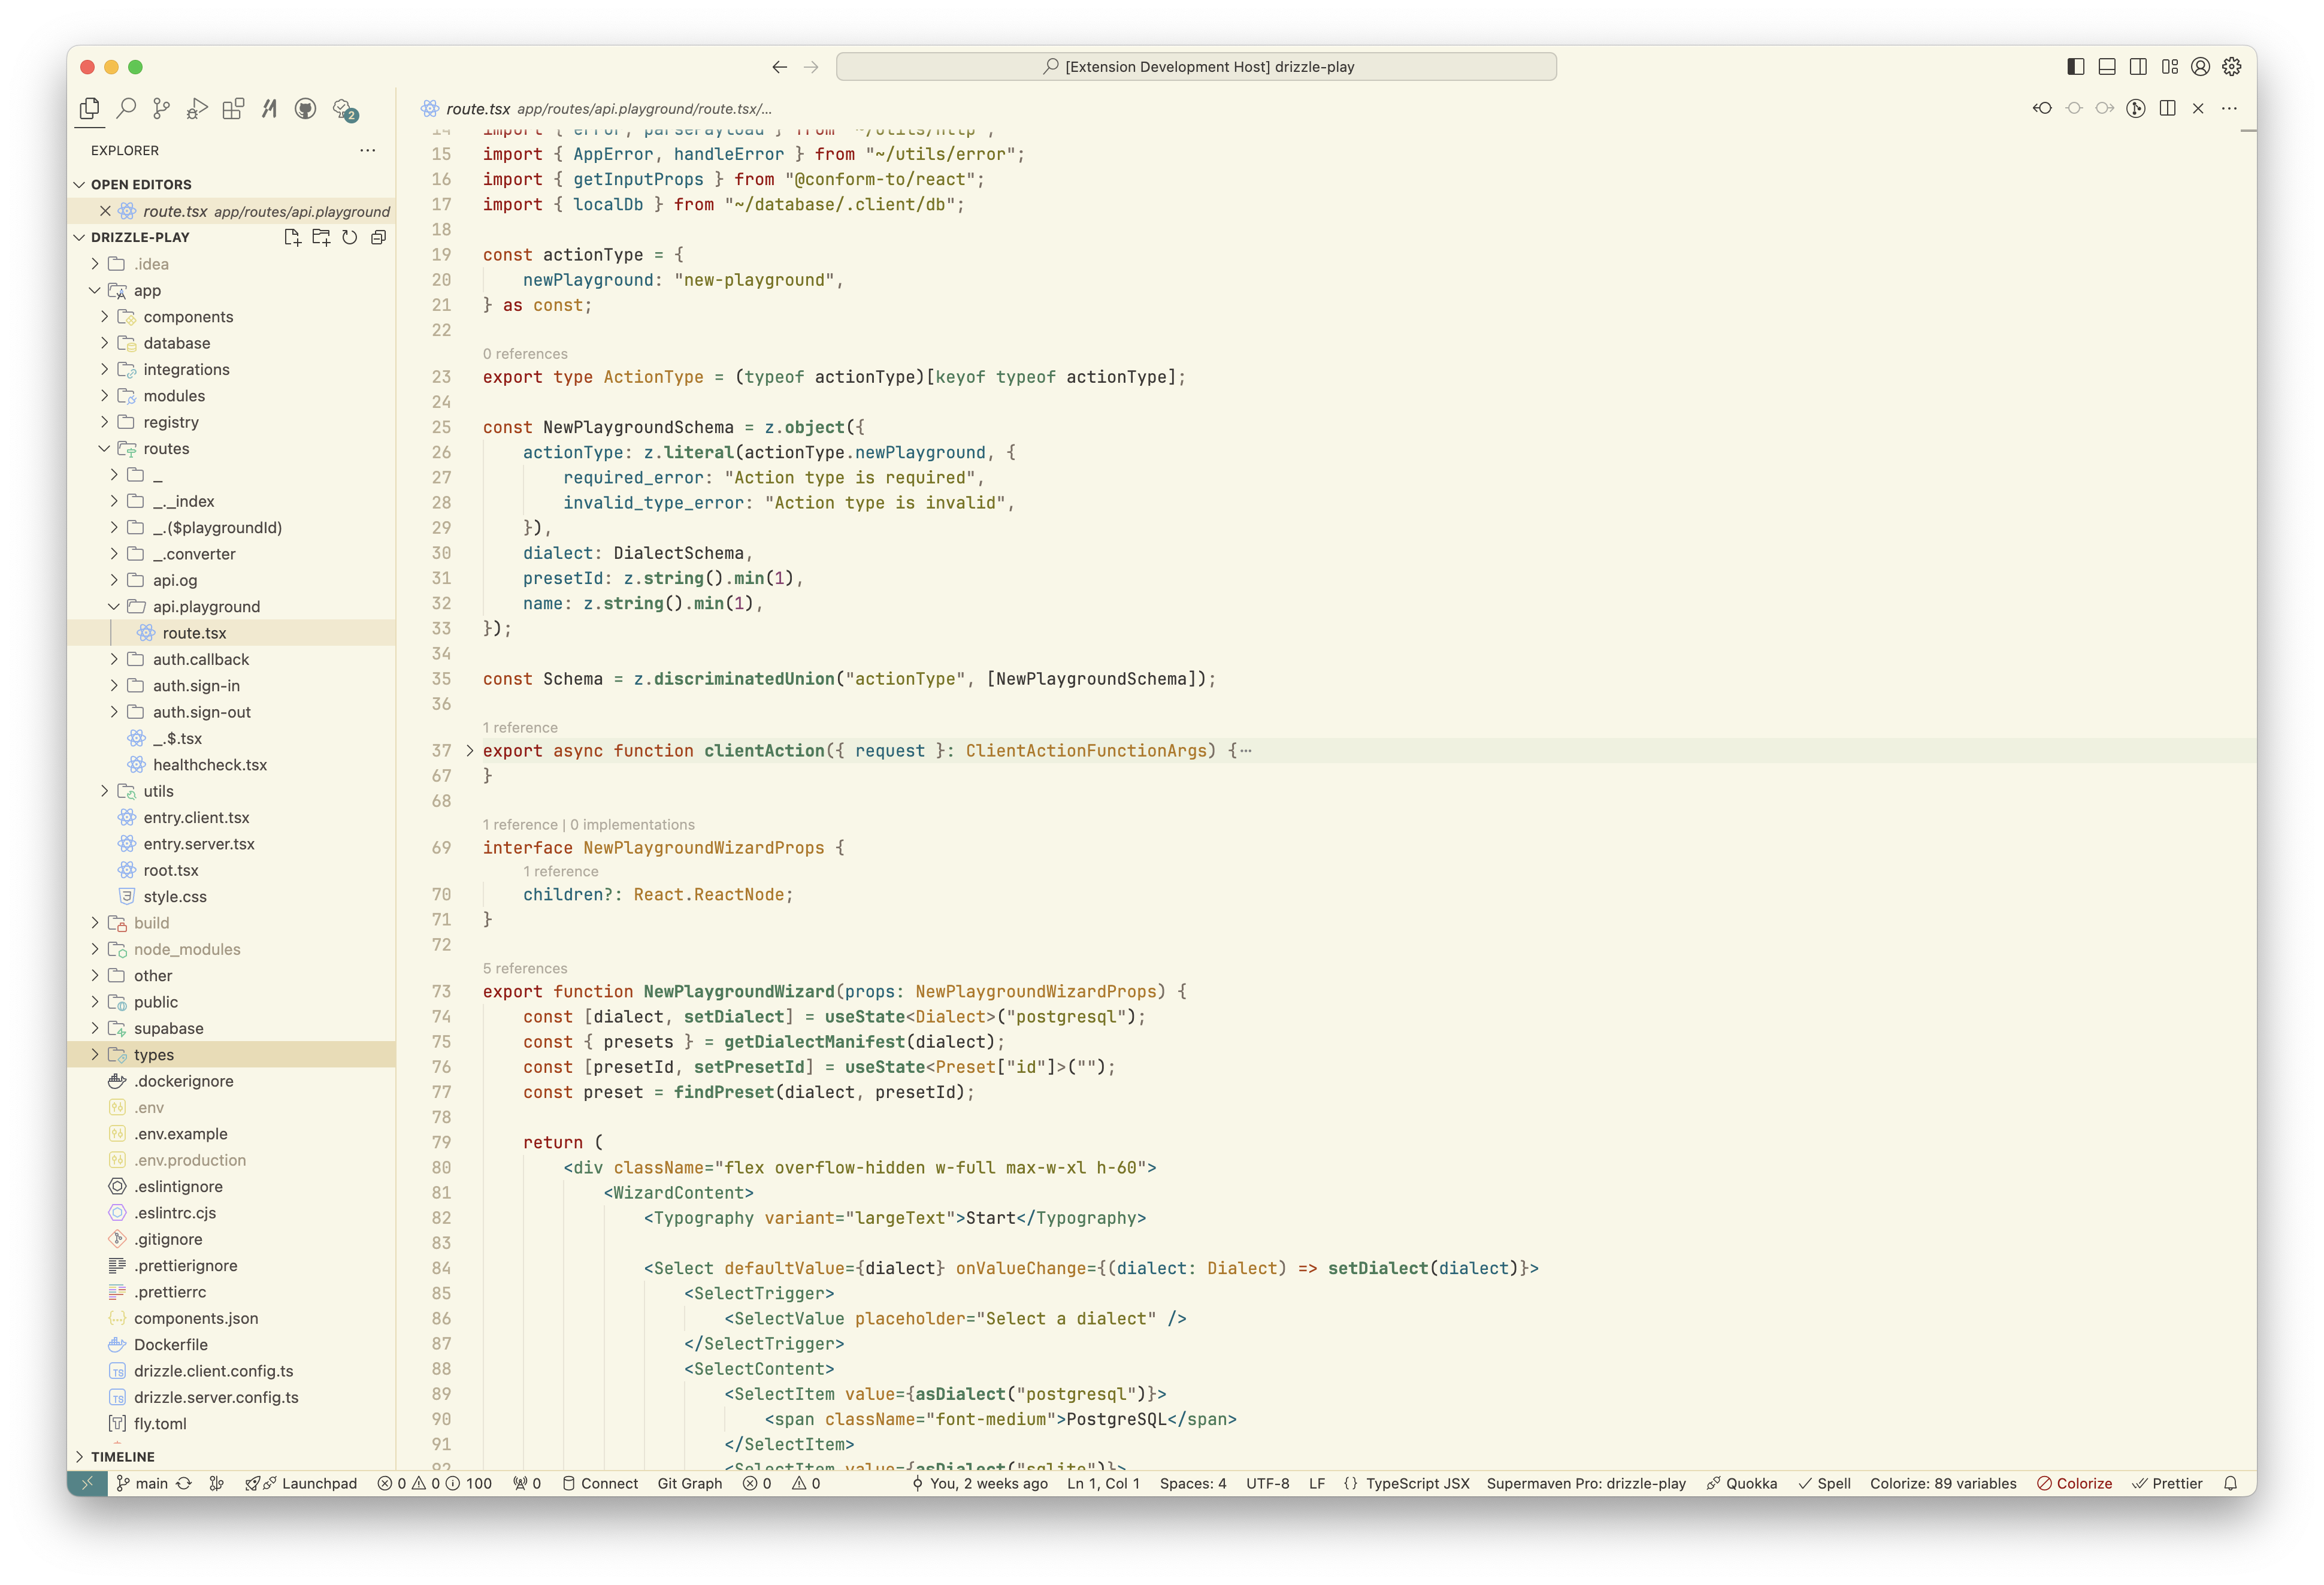 [Extension Development Host] drizzle-play
2
EXPLORER
OPEN EDITORS
route.tsx app/routes/api.playground
DRIZZLE-PLAY
.idea
app
components
database
integrations
modules
registry
routes
_
_._index
_.($playgroundId)
_.converter
api.og
api.playground
route.tsx
auth.callback
auth.sign-in
auth.sign-out
_.$.tsx
healthcheck.tsx
utils
entry.client.tsx
entry.server.tsx
root.tsx
style.css
build
node_modules
other
public
supabase
types
.dockerignore
.env
.env.example
.env.production
.eslintignore
.eslintrc.cjs
.gitignore
.prettierignore
.prettierrc
components.json
Dockerfile
drizzle.client.config.ts
drizzle.server.config.ts
fly.toml
TIMELINE
route.tsx app/routes/api.playground/route.tsx/...
14 import { error, parsePayload } from "~/utils/http";
15 import { AppError, handleError } from "~/utils/error";
16 import { getInputProps } from "@conform-to/react";
17 import { localDb } from "~/database/.client/db";
18
19 const actionType = {
20 newPlayground: "new-playground",
21 } as const;
22
0 references
23 export type ActionType = (typeof actionType)[keyof typeof actionType];
24
25 const NewPlaygroundSchema = z.object({
26 actionType: z.literal(actionType.newPlayground, {
27 required_error: "Action type is required",
28 invalid_type_error: "Action type is invalid",
29 }),
30 dialect: DialectSchema,
31 presetId: z.string().min(1),
32 name: z.string().min(1),
33 });
34
35 const Schema = z.discriminatedUnion("actionType", [NewPlaygroundSchema]);
36
1 reference
37 export async function clientAction({ request }: ClientActionFunctionArgs) {⋯
67 }
68
1 reference | 0 implementations
69 interface NewPlaygroundWizardProps {
1 reference
70 children?: React.ReactNode;
71 }
72
5 references
73 export function NewPlaygroundWizard(props: NewPlaygroundWizardProps) {
74 const [dialect, setDialect] = useState<Dialect>("postgresql");
75 const { presets } = getDialectManifest(dialect);
76 const [presetId, setPresetId] = useState<Preset["id"]>("");
77 const preset = findPreset(dialect, presetId);
78
79 return (
80 <div className="flex overflow-hidden w-full max-w-xl h-60">
81 <WizardContent>
82 <Typography variant="largeText">Start</Typography>
83
84 <Select defaultValue={dialect} onValueChange={(dialect: Dialect) => setDialect(dialect)}>
85 <SelectTrigger>
86 <SelectValue placeholder="Select a dialect" />
87 </SelectTrigger>
88 <SelectContent>
89 <SelectItem value={asDialect("postgresql")}>
90 <span className="font-medium">PostgreSQL</span>
91 </SelectItem>
92 <SelectItem value={asDialect("sqlite")}>
main 0 0 100 0 Connect Git Graph 0 0 You, 2 weeks ago Ln 1, Col 1 Spaces: 4 UTF-8 LF {} TypeScript JSX Supermaven Pro: drizzle-play Quokka Spell Colorize: 89 variables Colorize Prettier
Launchpad